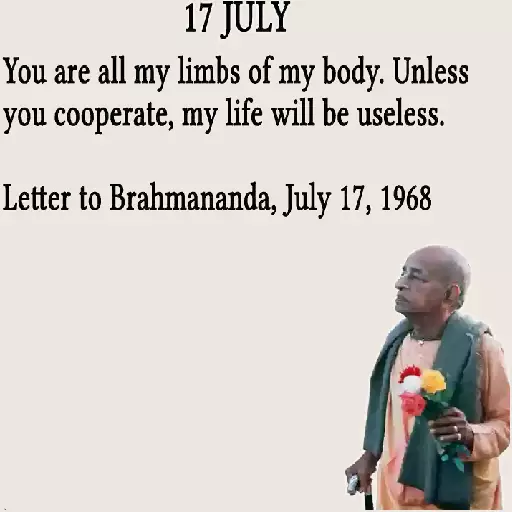 17 JULY
You are all my limbs of my body. Unless
you cooperate, my life will be useless.
Letter to Brahmananda, July 17, 1968